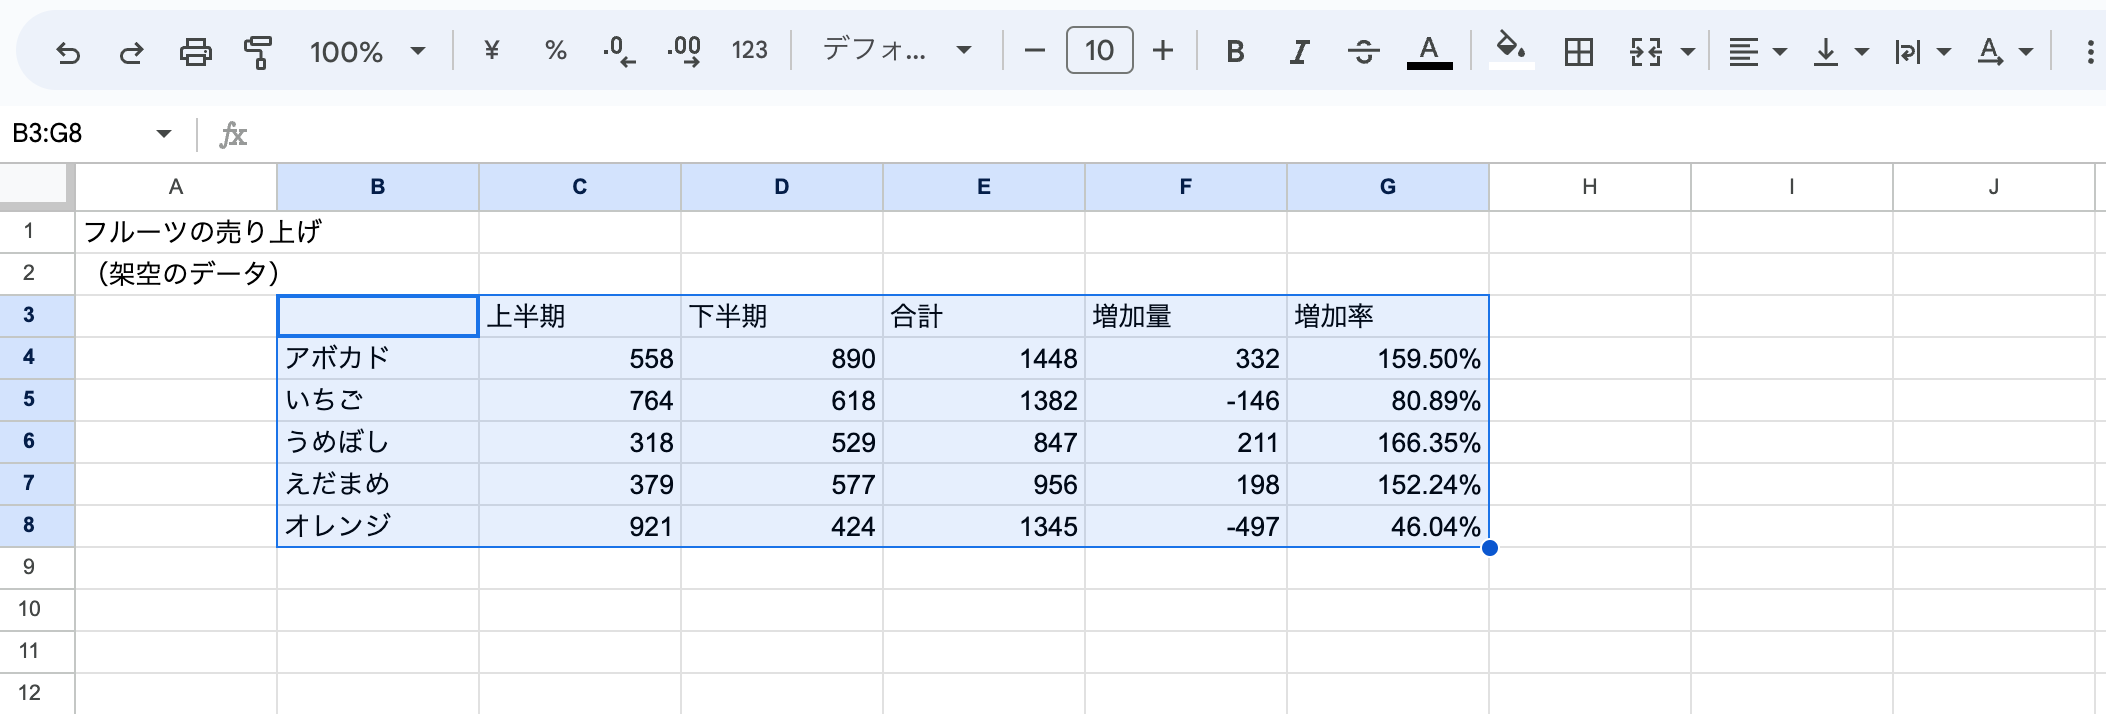 100% ¥ % .0 .00 123 デフォ... 10 B I A A
B3:G8 fx
A B C D E F G H I J
1 フルーツの売り上げ
2 （架空のデータ）
3 上半期 下半期 合計 増加量 増加率
4 アボカド 558 890 1448 332 159.50%
5 いちご 764 618 1382 -146 80.89%
6 うめぼし 318 529 847 211 166.35%
7 えだまめ 379 577 956 198 152.24%
8 オレンジ 921 424 1345 -497 46.04%
9
10
11
12